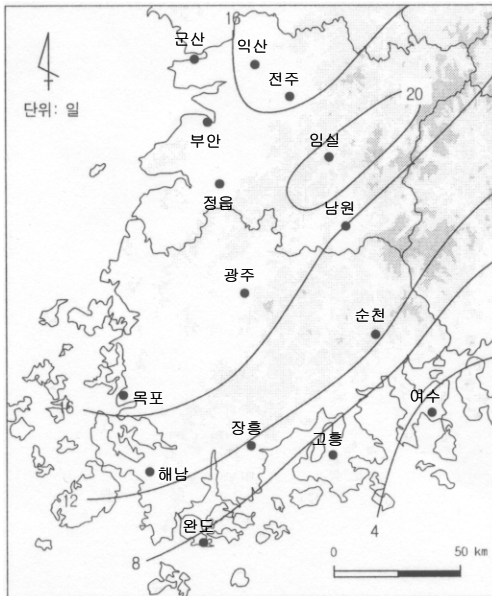 16
군산
익산
전주
단위: 일
20
부안
임실
정읍
남원
광주
순천
목포
여수
16
장흥
고흥
해남
12
완도
8
4
0
50 km